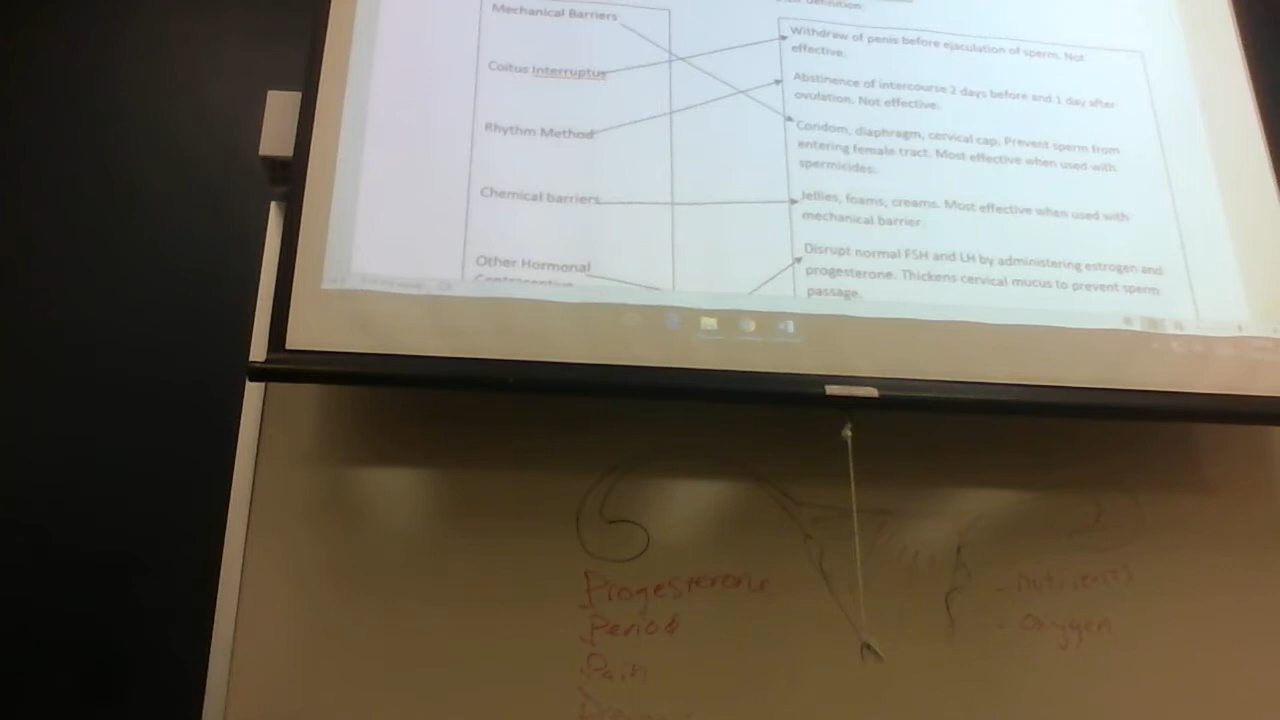 definition:
Mechanical Barriers
Coitus Interruptus
Rhythm Method
Chemical barriers
Other Hormonal
Contraceptive
Withdraw of penis before ejaculation of sperm. Not
effective.
Abstinence of intercourse 2 days before and 1 day after
ovulation. Not effective.
Condom, diaphragm, cervical cap. Prevent sperm from
entering female tract. Most effective when used with
spermicides.
Jellies, foams, creams. Most effective when used with
mechanical barrier.
Disrupt normal FSH and LH by administering estrogen and
progesterone. Thickens cervical mucus to prevent sperm
passage.
Progesterone
Period
Pain
- nutrients
- oxygen